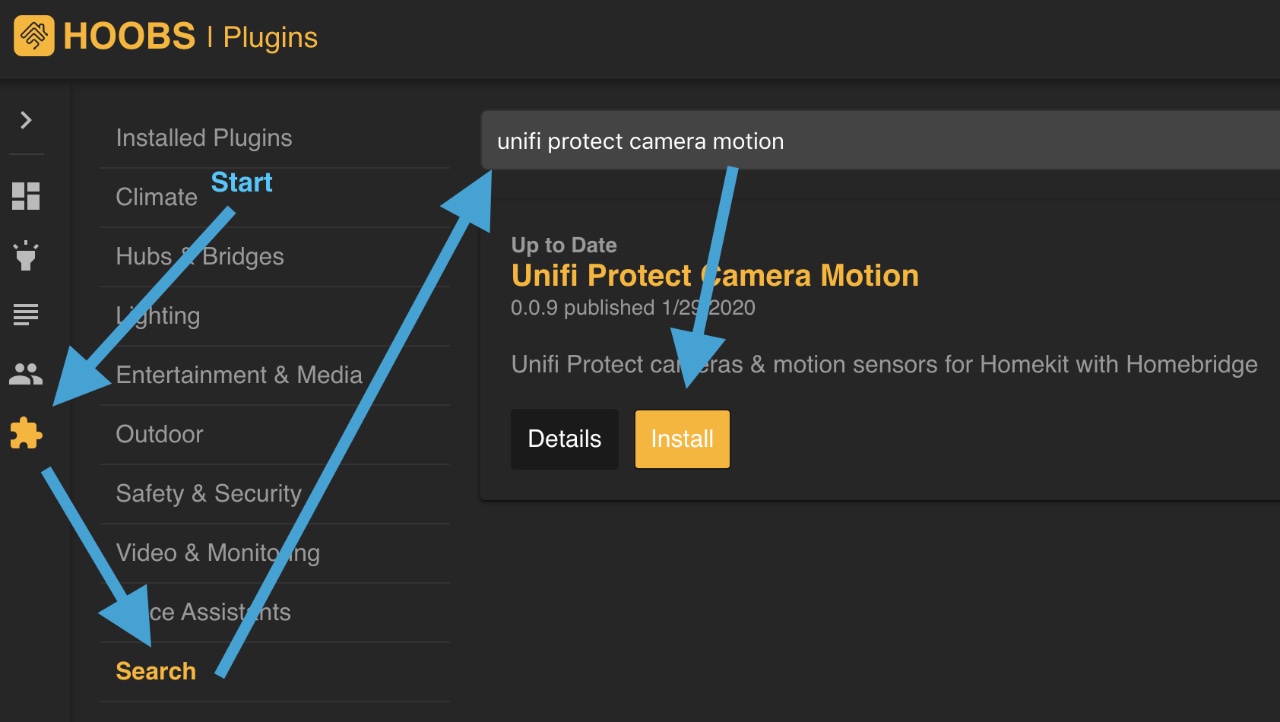 HOOBS | Plugins
Installed Plugins
Climate
Start
Hubs & Bridges
Lighting
Entertainment & Media
Outdoor
Safety & Security
Video & Monitoring
Assistants
Search
unifi protect camera motion
Up to Date
Unifi Protect Camera Motion
0.0.9 published 1/29/2020
Unifi Protect cameras & motion sensors for Homekit with Homebridge
Details
Install